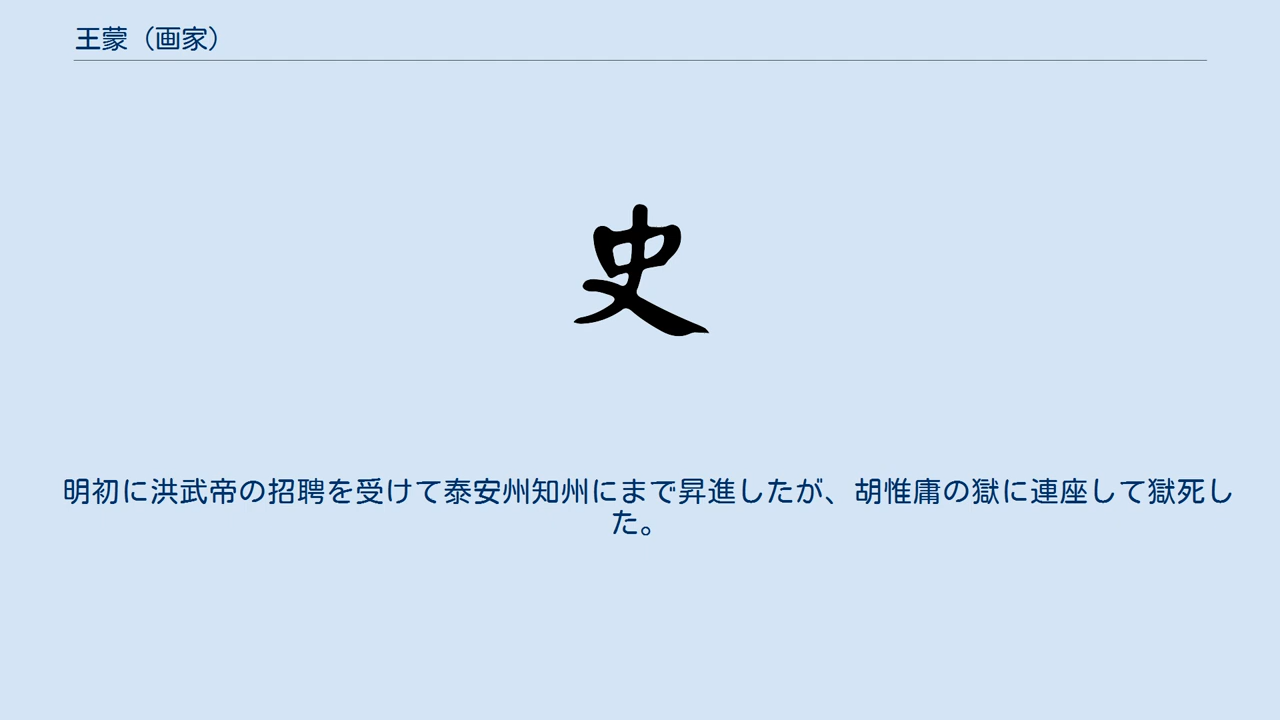 王蒙（画家）
史
明初に洪武帝の招聘を受けて泰安州知州にまで昇進したが、胡惟庸の獄に連座して獄死し
た。